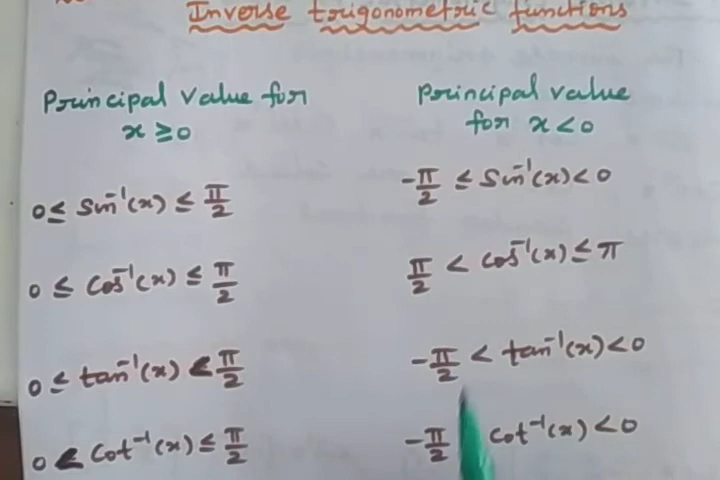 Inverse trigonometric functions
Principal value for
x ≥ 0
0 ≤ Sin⁻¹(x) ≤ π/2
0 ≤ Cos⁻¹(x) ≤ π/2
0 ≤ tan⁻¹(x) < π/2
0 < Cot⁻¹(x) ≤ π/2
Principal value
for x < 0
-π/2 ≤ Sin⁻¹(x) < 0
π/2 < Cos⁻¹(x) ≤ π
-π/2 < tan⁻¹(x) < 0
-π/2 Cot⁻¹(x) < 0